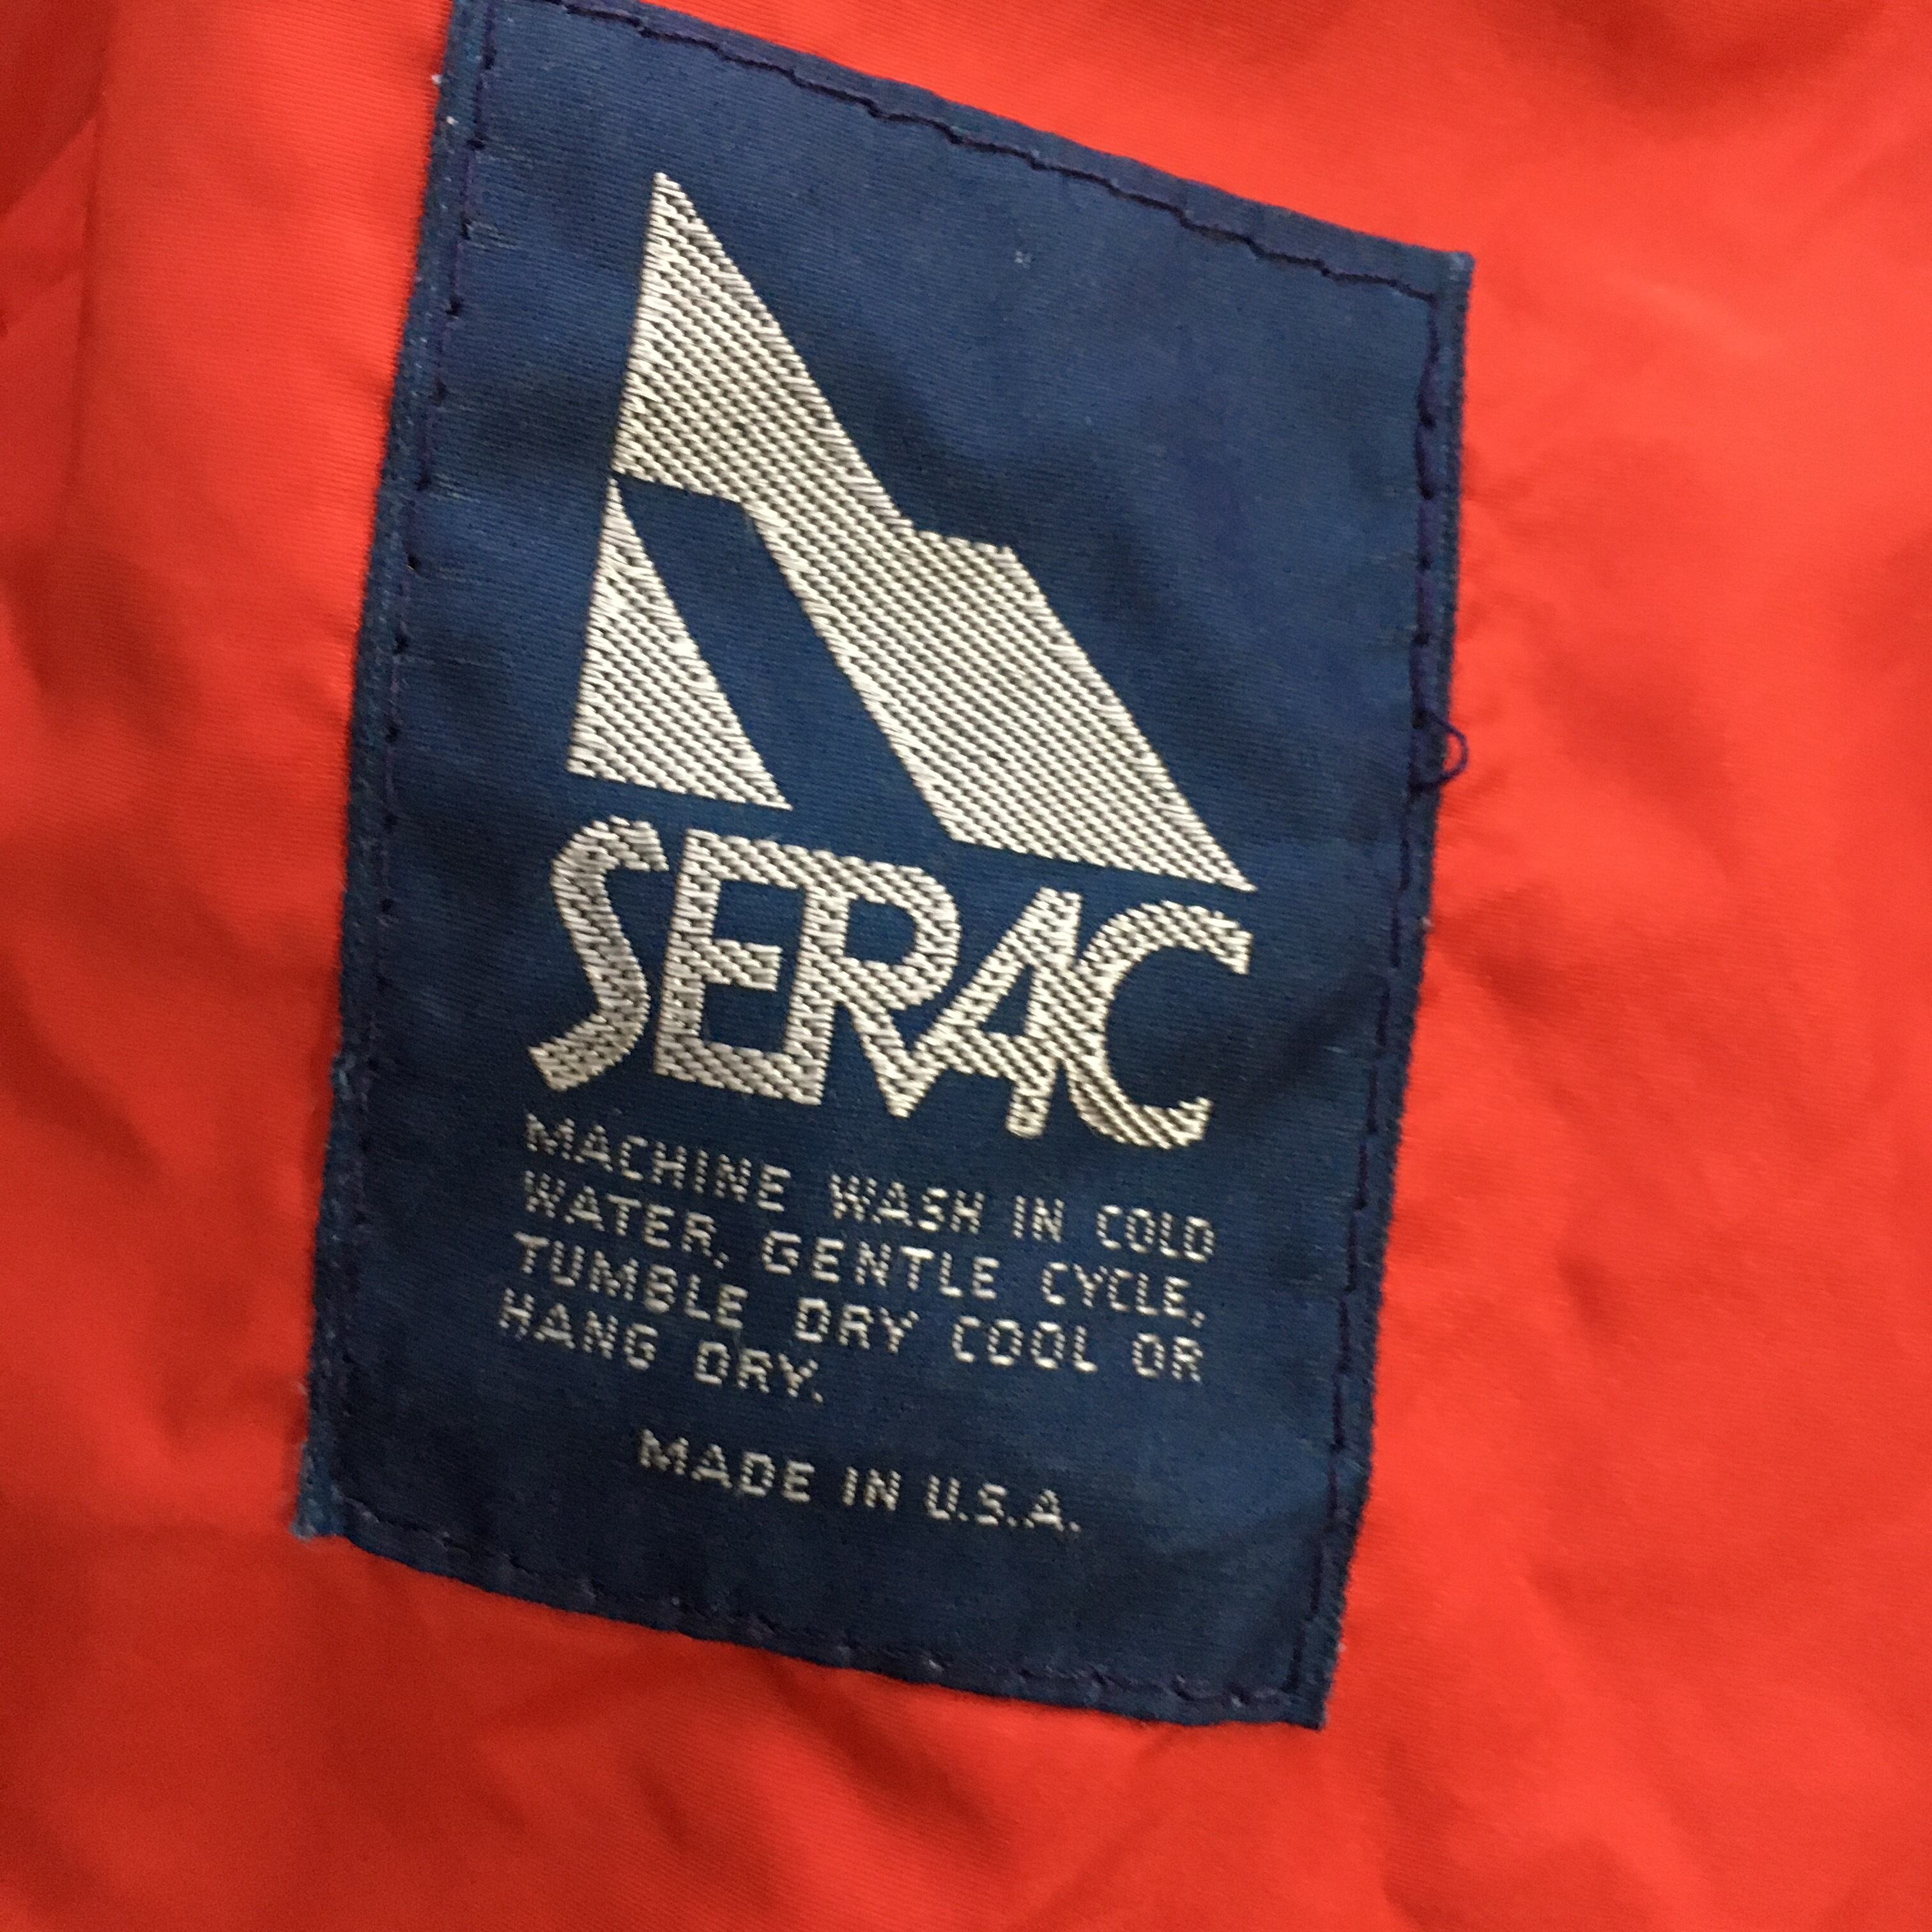 SERAC
MACHINE WASH IN COLD
WATER, GENTLE CYCLE,
TUMBLE DRY COOL OR
HANG DRY.
MADE IN U.S.A.